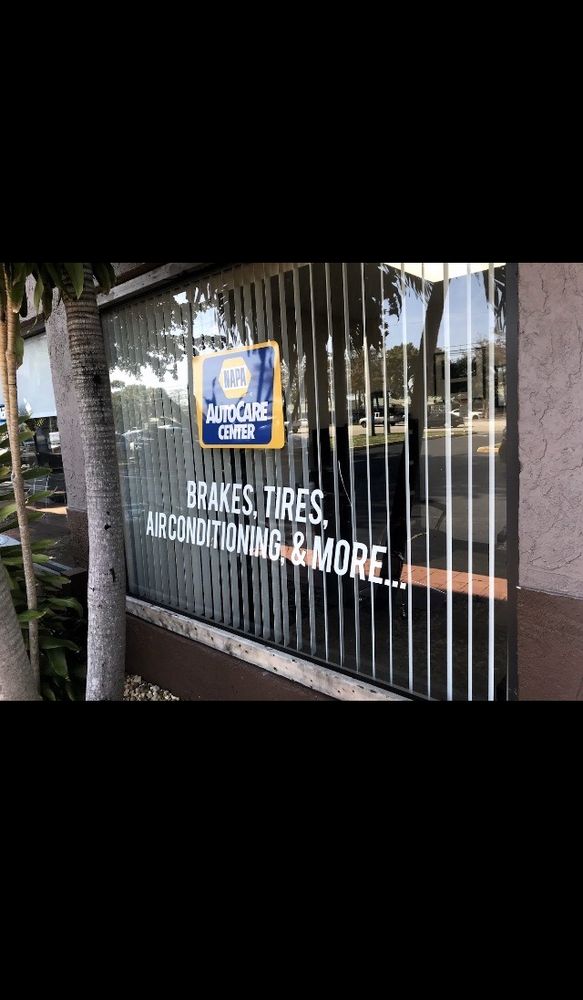 NAPA
AUTOCARE
CENTER
BRAKES, TIRES,
AIR CONDITIONING, & MORE...